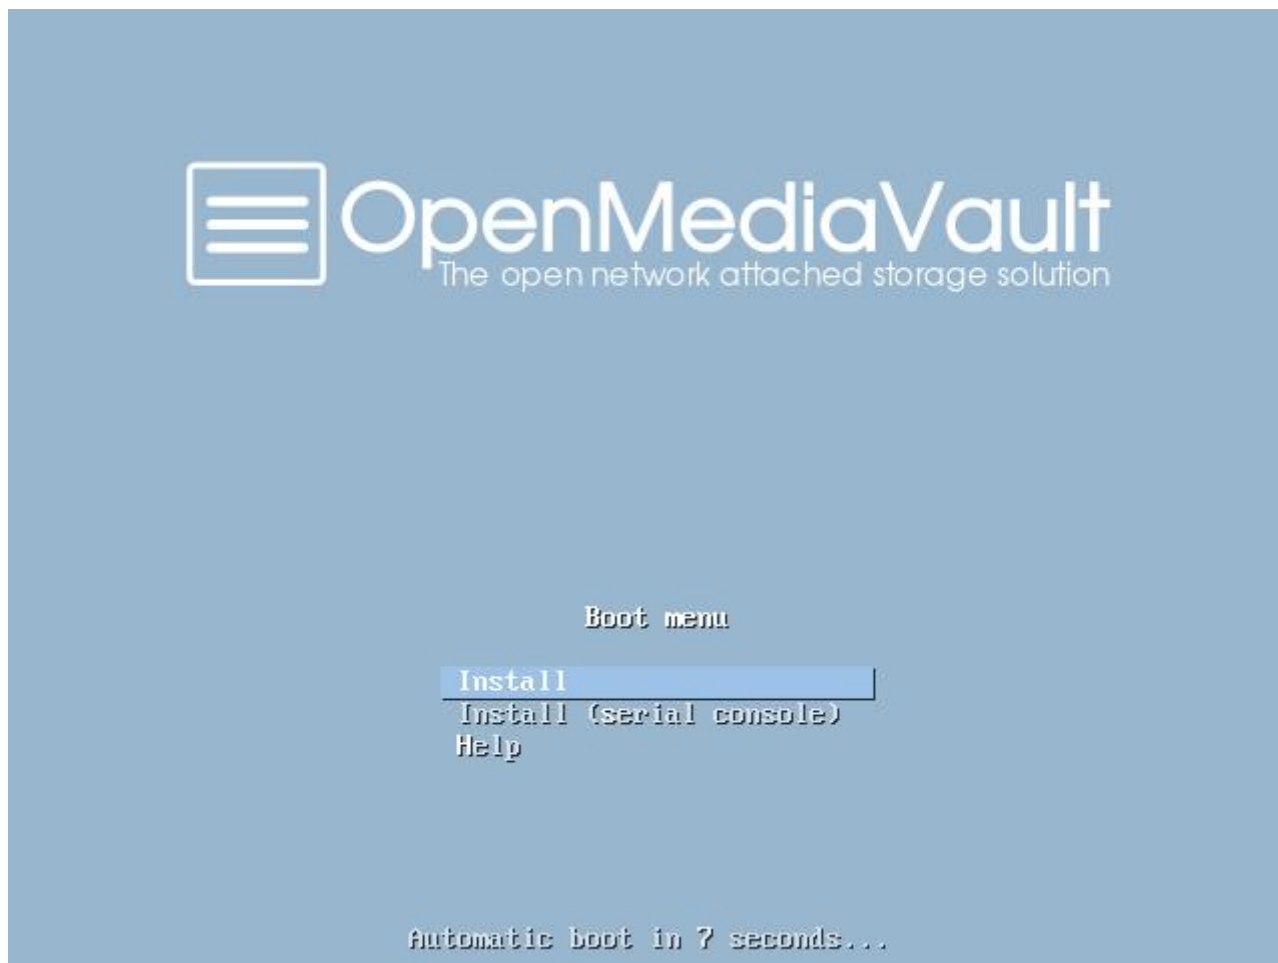 OpenMediaVault
The open network attached storage solution
Boot menu
Install
Install (serial console)
Help
Automatic boot in 7 seconds...